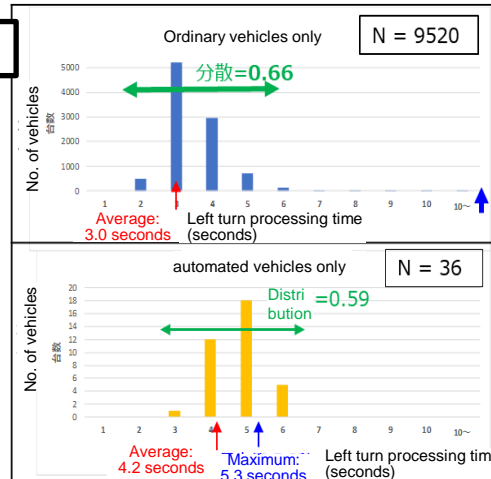 Ordinary vehicles only
N = 9520
分散=0.66
No. of vehicles
台数
5000
4000
3000
2000
1000
0
1 2 3 4 5 6 7 8 9 10 10～
Average:
3.0 seconds
Left turn processing time
(seconds)
automated vehicles only
N = 36
Distri
bution
=0.59
No. of vehicles
台数
20
18
16
14
12
10
8
6
4
2
0
1 2 3 4 5 6 7 8 9 10 10～
Average:
4.2 seconds
Maximum:
5.3 seconds
Left turn processing tim
(seconds)